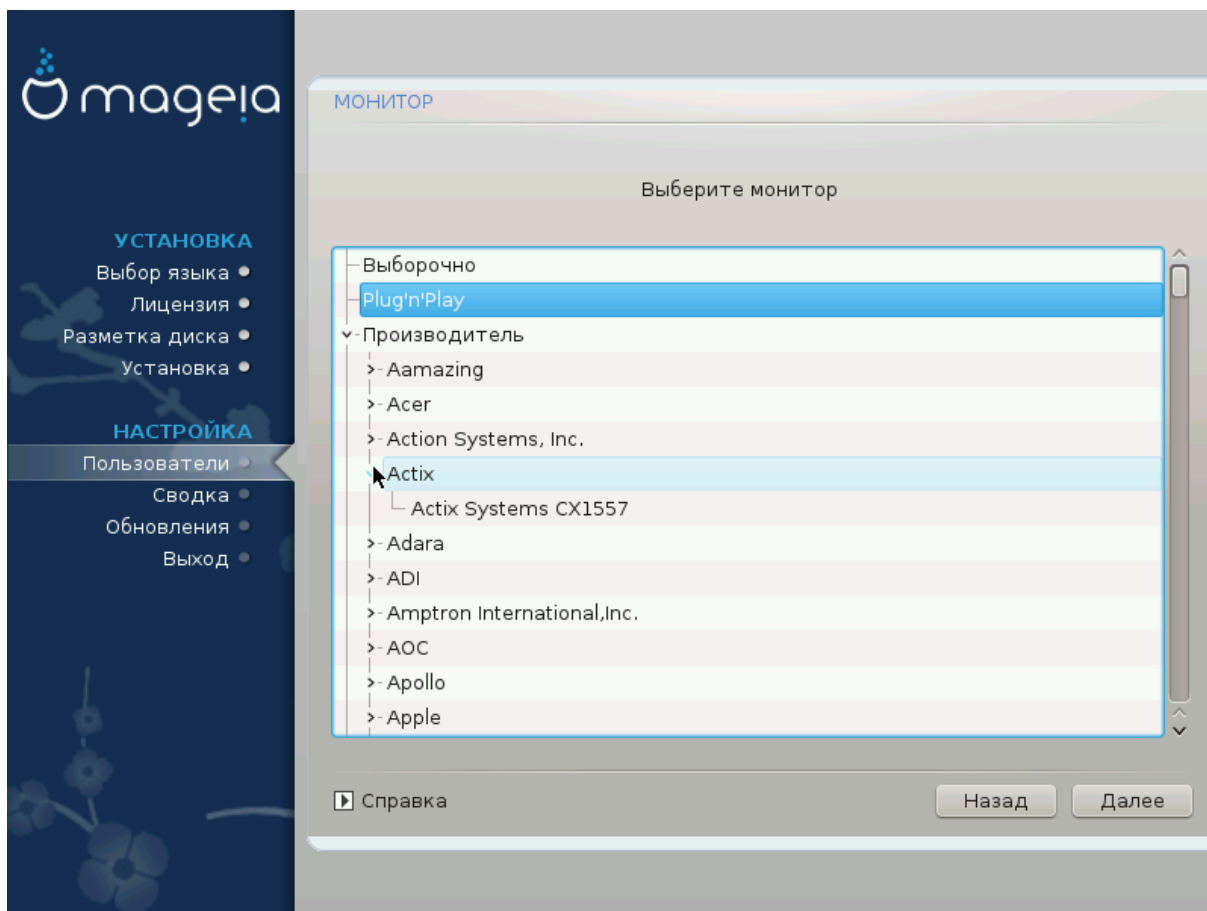 mageia
УСТАНОВКА
Выбор языка
Лицензия
Разметка диска
Установка
НАСТРОЙКА
Пользователи
Сводка
Обновления
Выход
МОНИТОР
Выберите монитор
Выборочно
Plug'n'Play
Производитель
Aamazing
Acer
Action Systems, Inc.
Actix
Actix Systems CX1557
Adara
ADI
Amptron International,Inc.
AOC
Apollo
Apple
Справка
Назад
Далее